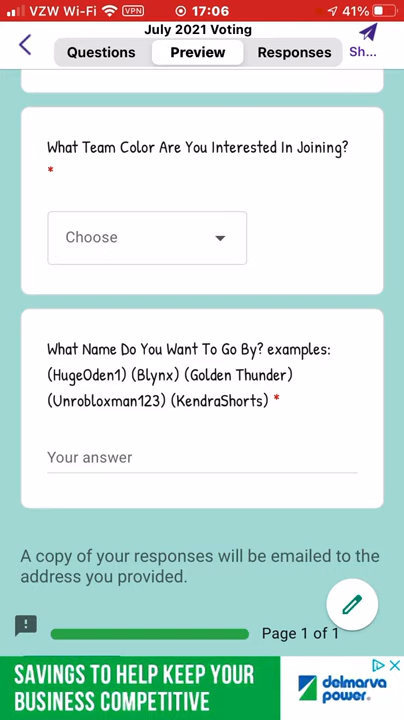 VZW Wi-Fi VPN 17:06 41%
July 2021 Voting
Questions Preview Responses Sh...
What Team Color Are You Interested In Joining?
*
Choose
What Name Do You Want To Go By? examples:
(HugeOden1) (Blynx) (Golden Thunder)
(Unrobloxman123) (KendraShorts) *
Your answer
A copy of your responses will be emailed to the
address you provided.
Page 1 of 1
SAVINGS TO HELP KEEP YOUR
BUSINESS COMPETITIVE
delmarva
power®